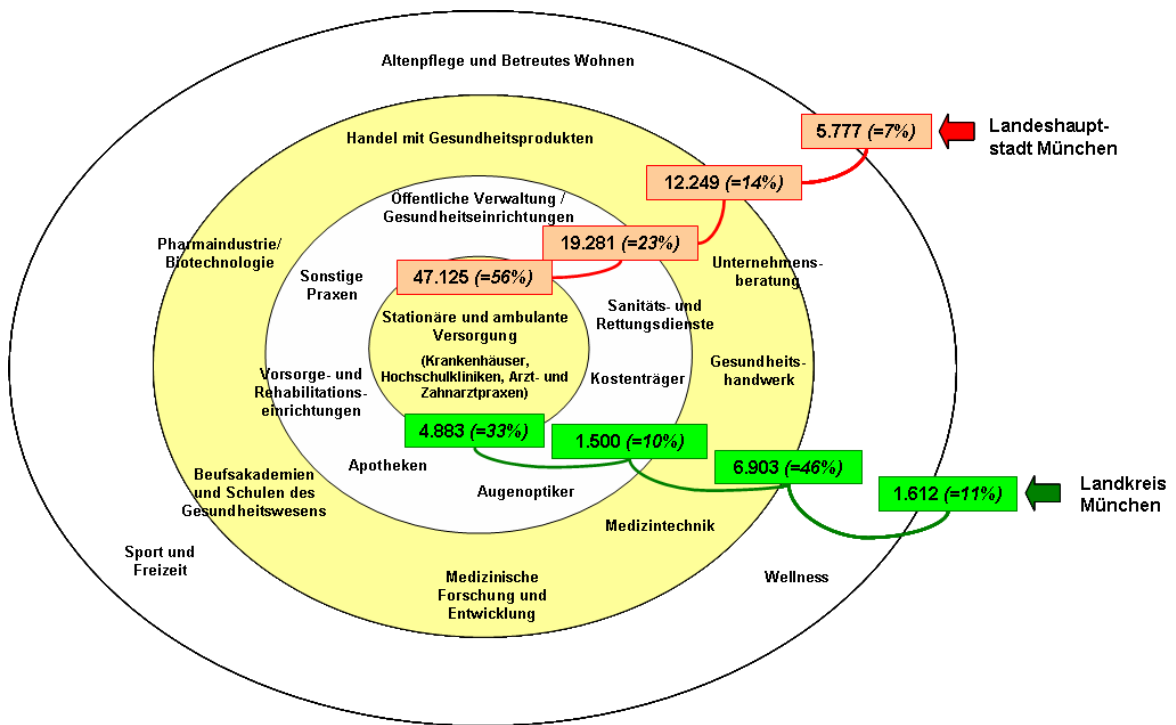 Altenpflege und Betreutes Wohnen
5.777 (=7%)
Landeshaupt-
stadt München
Handel mit Gesundheitsprodukten
12.249 (=14%)
Öffentliche Verwaltung /
Gesundheitseinrichtungen
19.281 (=23%)
Pharmaindustrie/
Biotechnologie
Unternehmens-
beratung
Sonstige
Praxen
47.125 (=56%)
Sanitäts- und
Rettungsdienste
Stationäre und ambulante
Versorgung
(Krankenhäuser,
Hochschulkliniken, Arzt- und
Zahnarztpraxen)
Gesundheits-
handwerk
Vorsorge- und
Rehabilitations-
einrichtungen
Kostenträger
4.883 (=33%)
1.500 (=10%)
6.903 (=46%)
1.612 (=11%)
Landkreis
München
Apotheken
Augenoptiker
Beufsakademien
und Schulen des
Gesundheitswesens
Medizintechnik
Sport und
Freizeit
Medizinische
Forschung und
Entwicklung
Wellness